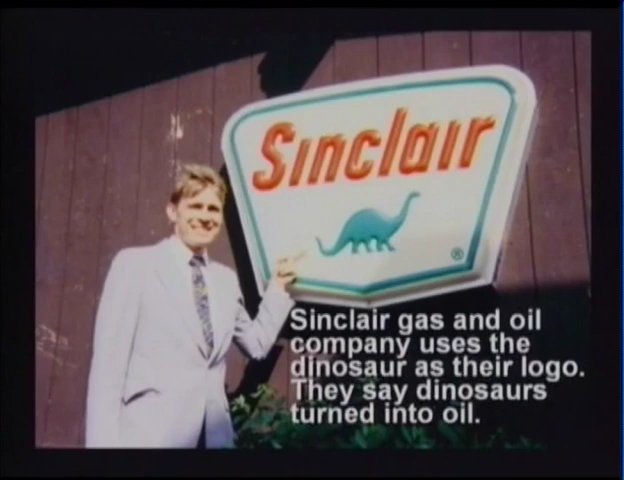 Sinclair
®
Sinclair gas and oil
company uses the
dinosaur as their logo.
They say dinosaurs
turned into oil.